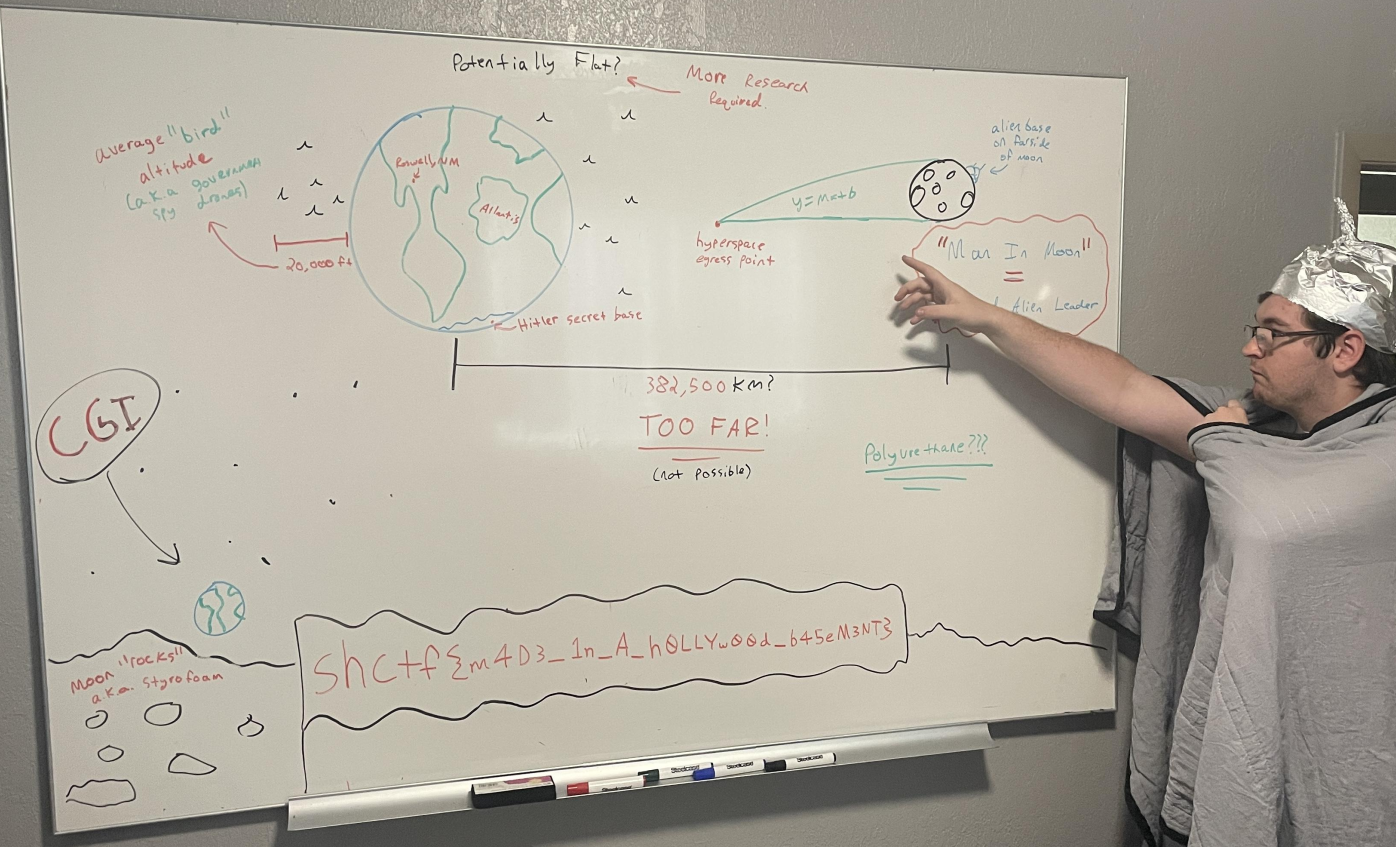 Potentially Flat?
More Research
Required.
average "bird"
altitude
(a.k.a government
spy drones)
20,000 ft
Roswell, NM
Atlantis
Hitler secret base
alien base
on farside
of moon
y=mx+b
hyperspace
egress point
"Man In Moon"
=
Alien Leader
382,500 km?
TOO FAR!
(not possible)
Polyurethane???
CGI
Moon "rocks"
a.k.a. Styrofoam
shctf{m4D3_1n_A_h0LLYw00d_b45eM3NT}